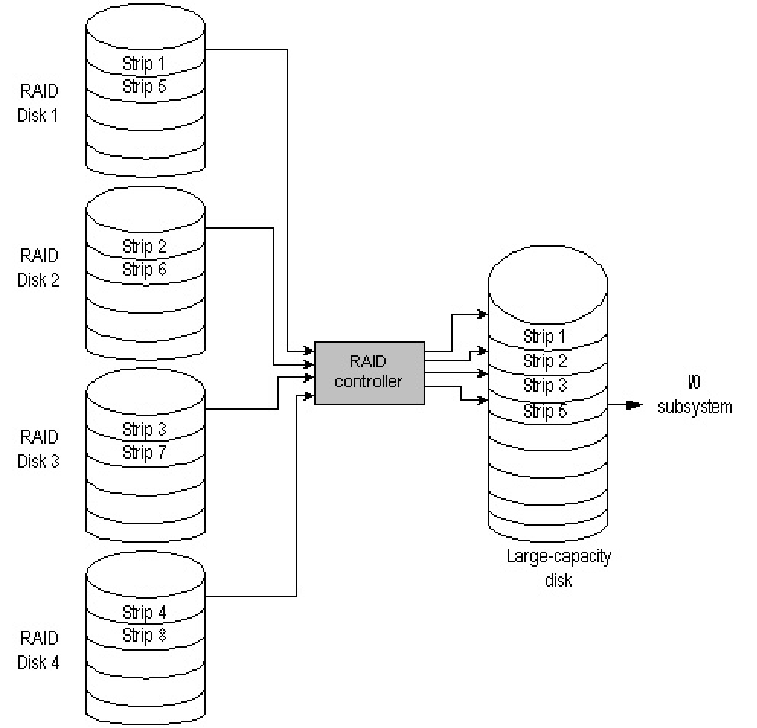 Strip 1
Strip 5
RAID
Disk 1
Strip 2
Strip 6
RAID
Disk 2
Strip 3
Strip 7
RAID
Disk 3
Strip 4
Strip 8
RAID
Disk 4
RAID
controller
Strip 1
Strip 2
Strip 3
Strip 5
Large-capacity
disk
I/0
subsystem